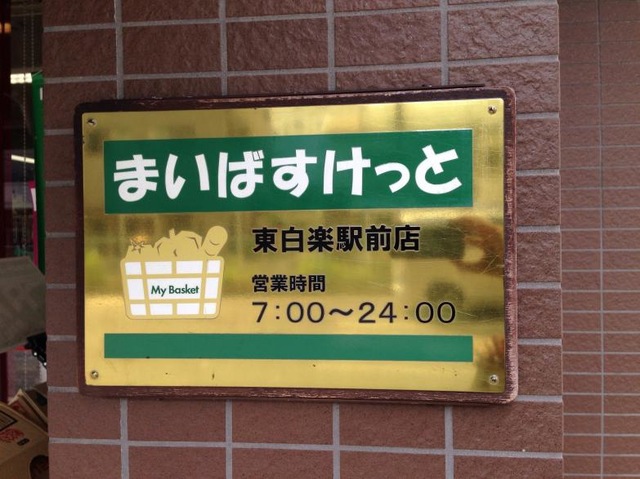 まいばすけっと
東白楽駅前店
My Basket
営業時間
7:00〜24:00